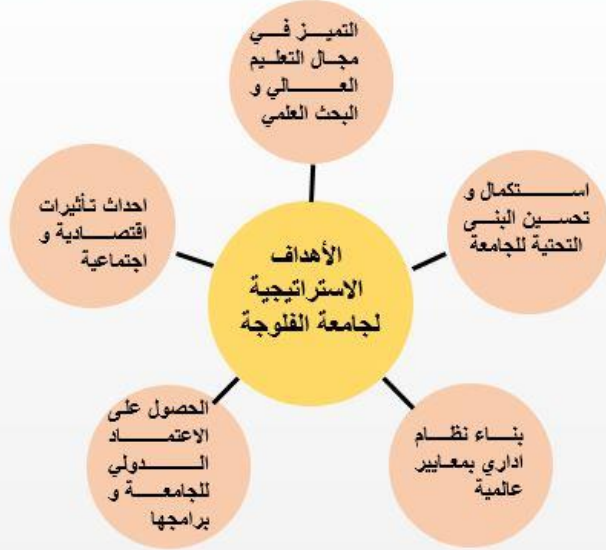 التميز في
مجال التعليم
العالي و
البحث العلمي
استكمال و
تحسين البنى
التحتية للجامعة
احداث تأثيرات
اقتصادية و
اجتماعية
الأهداف
الاستراتيجية
لجامعة الفلوجة
بناء نظام
اداري بمعايير
عالمية
الحصول على
الاعتماد
الدولي
للجامعة و
برامجها